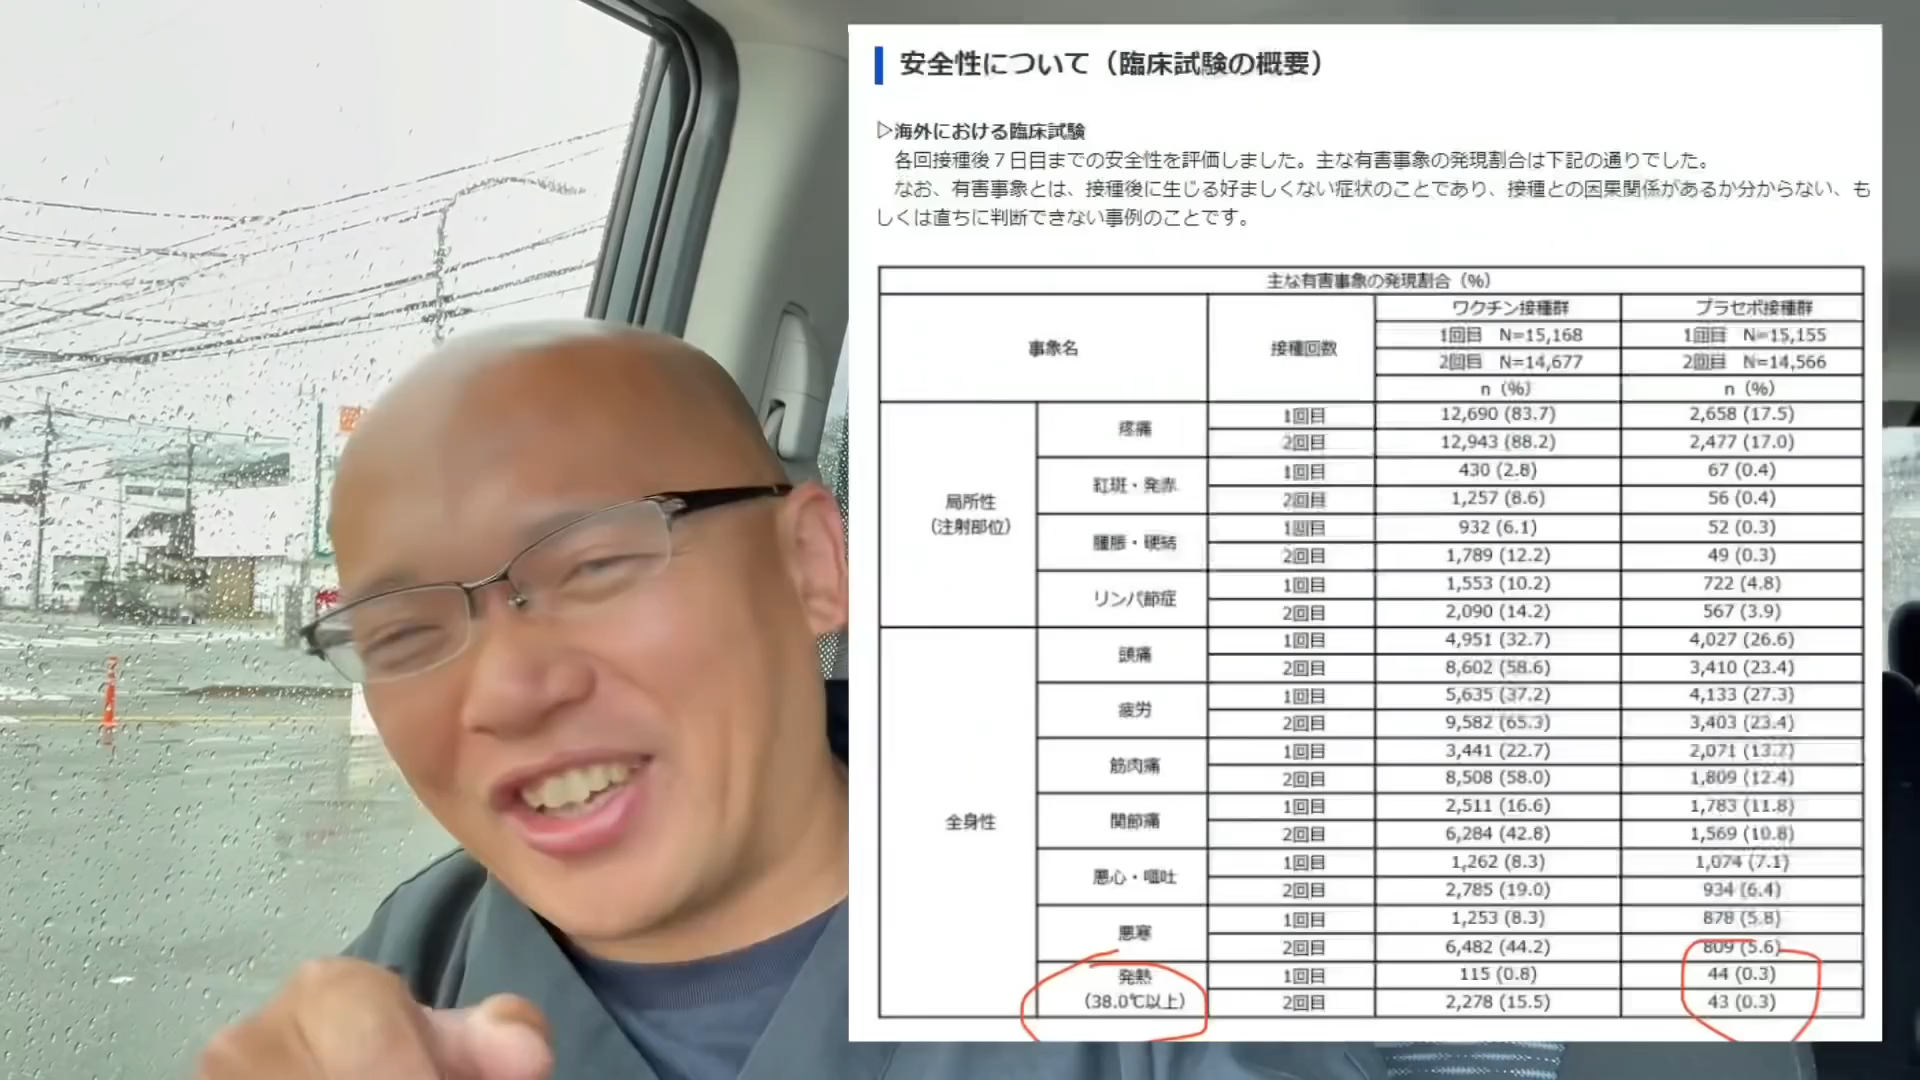 安全性について（臨床試験の概要）
▷海外における臨床試験
各回接種後７日目までの安全性を評価しました。主な有害事象の発現割合は下記の通りでした。
なお、有害事象とは、接種後に生じる好ましくない症状のことであり、接種との因果関係があるか分からない、も
しくは直ちに判断できない事例のことです。
主な有害事象の発現割合（%）
事象名 接種回数 ワクチン接種群 プラセボ接種群
1回目 N=15,168 1回目 N=15,155
2回目 N=14,677 2回目 N=14,566
n（%） n（%）
局所性
（注射部位）
疼痛 1回目 12,690 (83.7) 2,658 (17.5)
2回目 12,943 (88.2) 2,477 (17.0)
紅斑・発赤 1回目 430 (2.8) 67 (0.4)
2回目 1,257 (8.6) 56 (0.4)
腫脹・硬結 1回目 932 (6.1) 52 (0.3)
2回目 1,789 (12.2) 49 (0.3)
リンパ節症 1回目 1,553 (10.2) 722 (4.8)
2回目 2,090 (14.2) 567 (3.9)
全身性
頭痛 1回目 4,951 (32.7) 4,027 (26.6)
2回目 8,602 (58.6) 3,410 (23.4)
疲労 1回目 5,635 (37.2) 4,133 (27.3)
2回目 9,582 (65.3) 3,403 (23.4)
筋肉痛 1回目 3,441 (22.7) 2,071 (13.7)
2回目 8,508 (58.0) 1,809 (12.4)
関節痛 1回目 2,511 (16.6) 1,783 (11.8)
2回目 6,284 (42.8) 1,569 (10.8)
悪心・嘔吐 1回目 1,262 (8.3) 1,074 (7.1)
2回目 2,785 (19.0) 934 (6.4)
悪寒 1回目 1,253 (8.3) 878 (5.8)
2回目 6,482 (44.2) 809 (5.6)
発熱
（38.0℃以上）
1回目 115 (0.8) 44 (0.3)
2回目 2,278 (15.5) 43 (0.3)